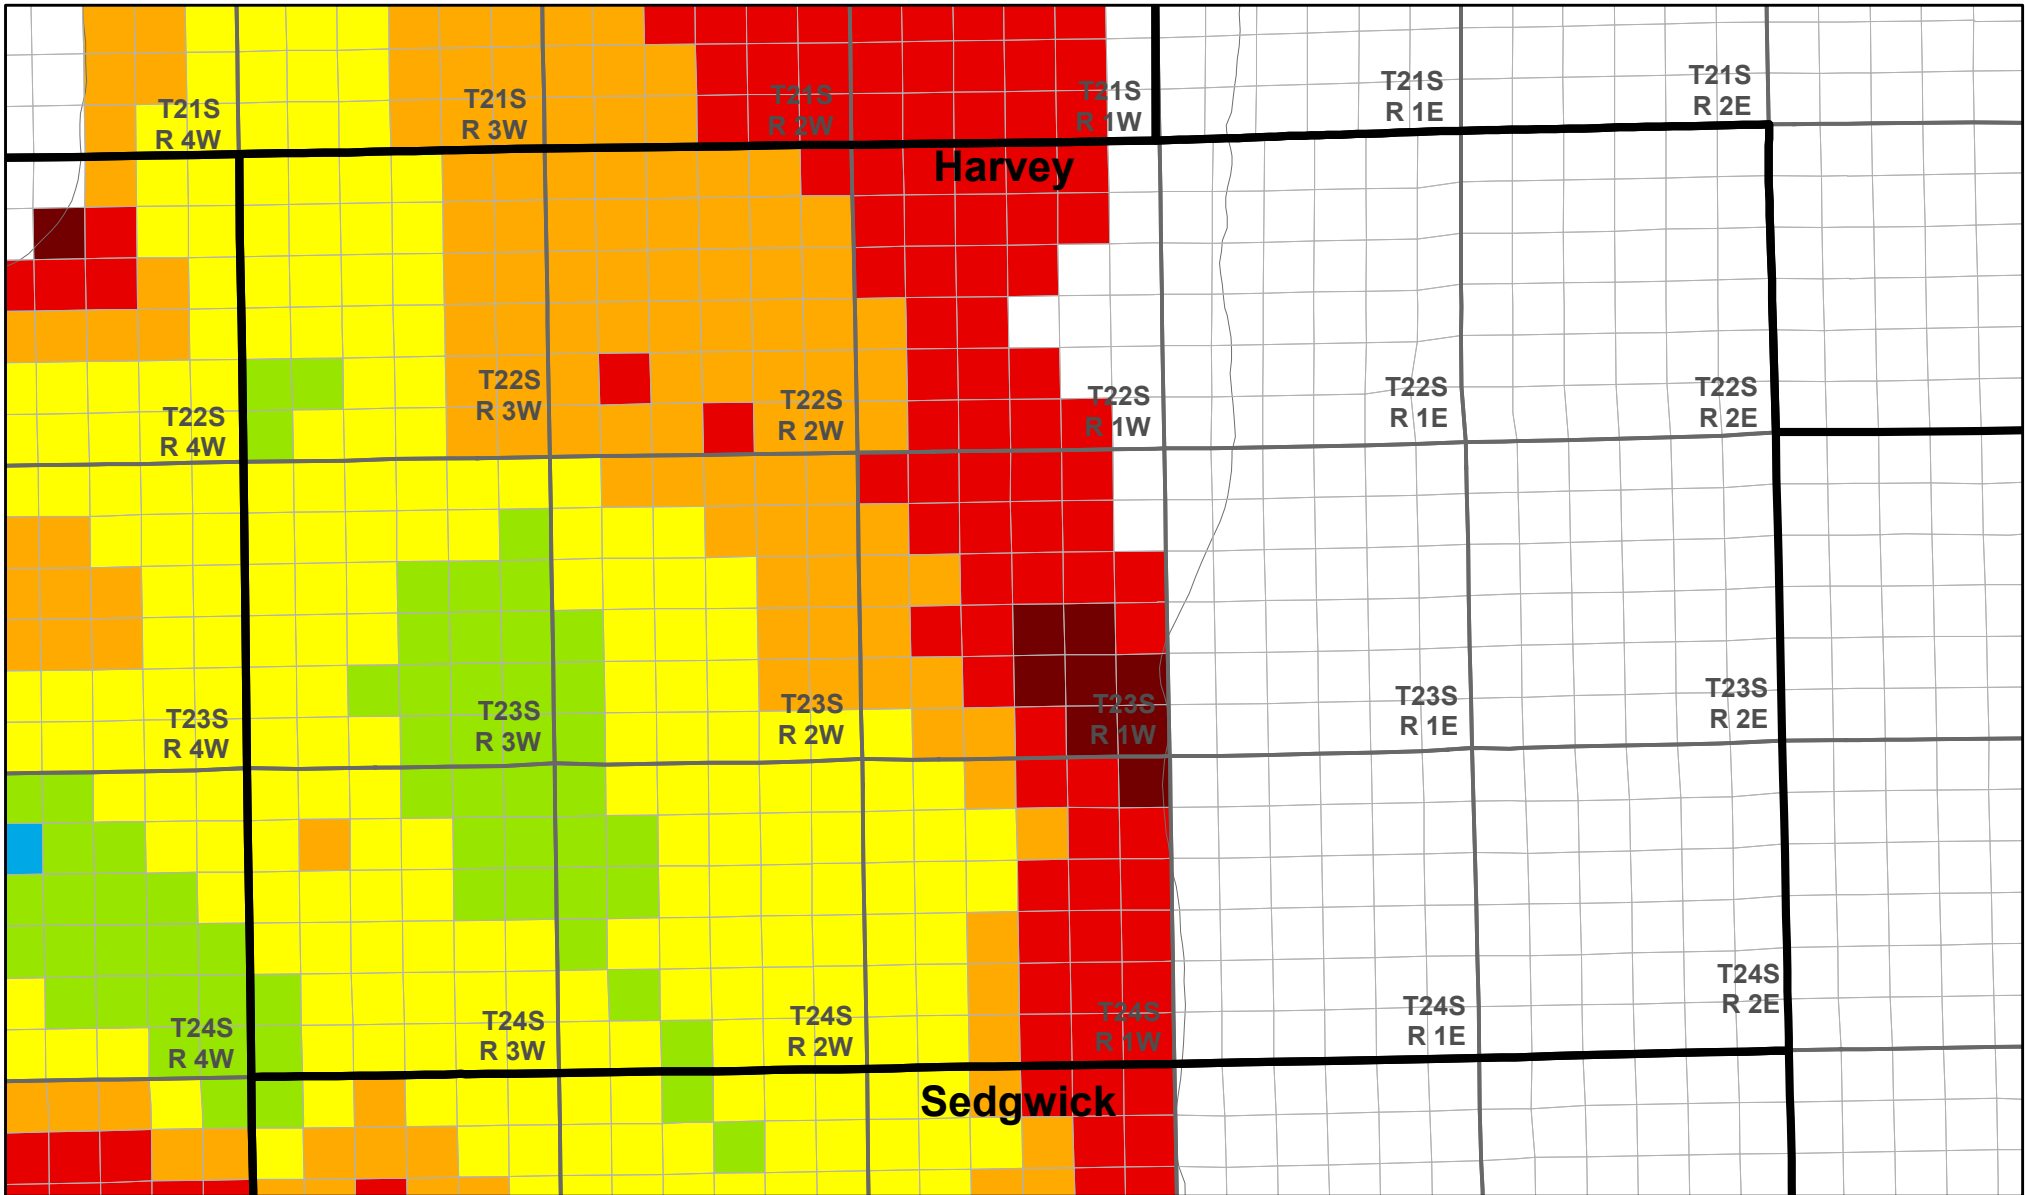 T21S
R 4W
T21S
R 3W
T21S
R 2W
T21S
R 1W
T21S
R 1E
T21S
R 2E
Harvey
T22S
R 4W
T22S
R 3W
T22S
R 2W
T22S
R 1W
T22S
R 1E
T22S
R 2E
T23S
R 4W
T23S
R 3W
T23S
R 2W
T23S
R 1W
T23S
R 1E
T23S
R 2E
T24S
R 4W
T24S
R 3W
T24S
R 2W
T24S
R 1W
T24S
R 1E
T24S
R 2E
Sedgwick